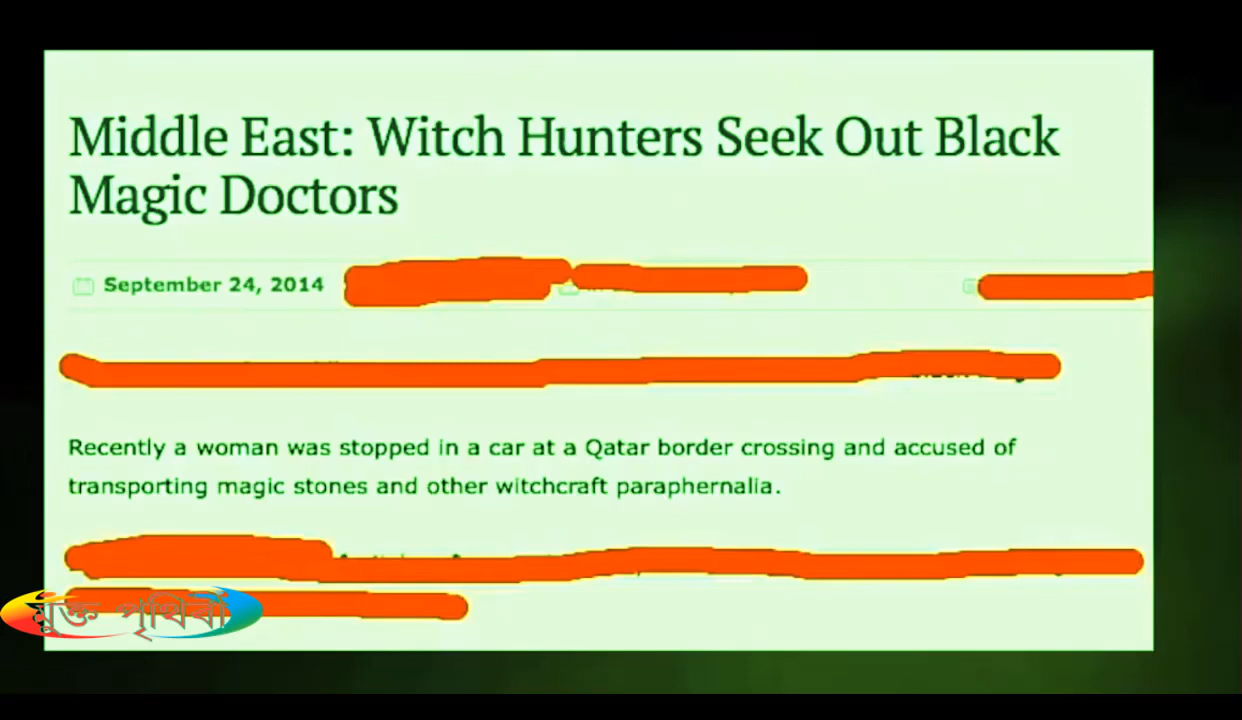 Middle East: Witch Hunters Seek Out Black
Magic Doctors
September 24, 2014
Recently a woman was stopped in a car at a Qatar border crossing and accused of
transporting magic stones and other witchcraft paraphernalia.
মুক্ত পৃথিবী